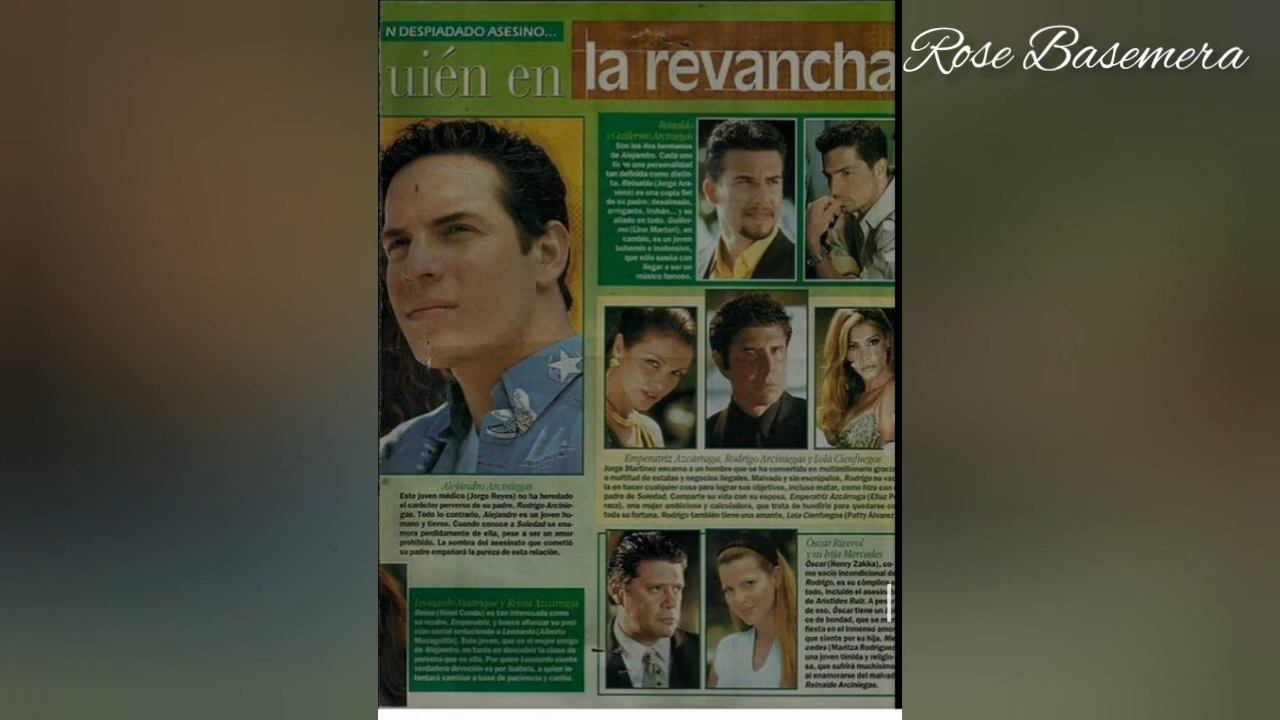 Rose Basemera
N DESPIADADO ASESINO...
uién en la revancha
Reinaldo
y Guillermo Arciniegas
Son los dos hermanos
de Alejandro. Cada uno
tiene una personalidad
tan definida como distin-
ta. Reinaldo (Jorge Ara-
vena) es una copia fiel
de su padre: desalmado,
arrogante, truhán... y su
aliado en todo. Guiller-
mo (Lino Martori), en
cambio, es un joven
bohemio e inofensivo,
que sólo sueña con
llegar a ser un
músico famoso.
Emperatriz Azcárraga, Rodrigo Arciniegas y Lola Cienfuegos
Jorge Martínez encarna a un hombre que se ha convertido en multimillonario gracia
a multitud de estafas y negocios ilegales. Malvado y sin escrúpulos, Rodrigo no vac
la en hacer cualquier cosa para lograr sus objetivos, incluso matar, como hizo con e
padre de Soledad. Comparte su vida con su esposa, Emperatriz Azcárraga (Eluz Pe
raza), una mujer ambiciosa y calculadora, que trata de hundirle para quedarse co
toda su fortuna. Rodrigo también tiene una amante, Lola Cienfuegos (Patty Álvarez
Alejandro Arciniegas
Este joven médico (Jorge Reyes) no ha heredado
el carácter perverso de su padre, Rodrigo Arcinie-
gas. Todo lo contrario, Alejandro es un joven hu-
mano y tierno. Cuando conoce a Soledad se ena-
mora perdidamente de ella, pese a ser un amor
prohibido. La sombra del asesinato que cometió
su padre empañará la pureza de esta relación.
Leonardo Manrique y Reina Azcárraga
Reina (Ninel Conde) es tan interesada como
su madre, Emperatriz, y busca afianzar su posi-
ción social seduciendo a Leonardo (Alberto
Mayagoitia). Este joven, que es el mejor amigo
de Alejandro, no tarda en descubrir la clase de
persona que es ella. Por quien Leonardo siente
verdadera devoción es por Isabela, a quien in-
tentará cambiar a base de paciencia y cariño.
Óscar Riverol
y su hija Mercedes
Óscar (Henry Zakka), co-
mo socio incondicional de
Rodrigo, es su cómplice e
todo, incluido el asesin
de Arístides Ruiz. A pes
de eso, Óscar tiene un
ce de bondad, que se m
fiesta en el inmenso amo
que siente por su hija, Me
cedes (Maritza Rodríguez
una joven tímida y religio-
sa, que sufrirá muchísimo
al enamorarse del malvad
Reinaldo Arciniegas.